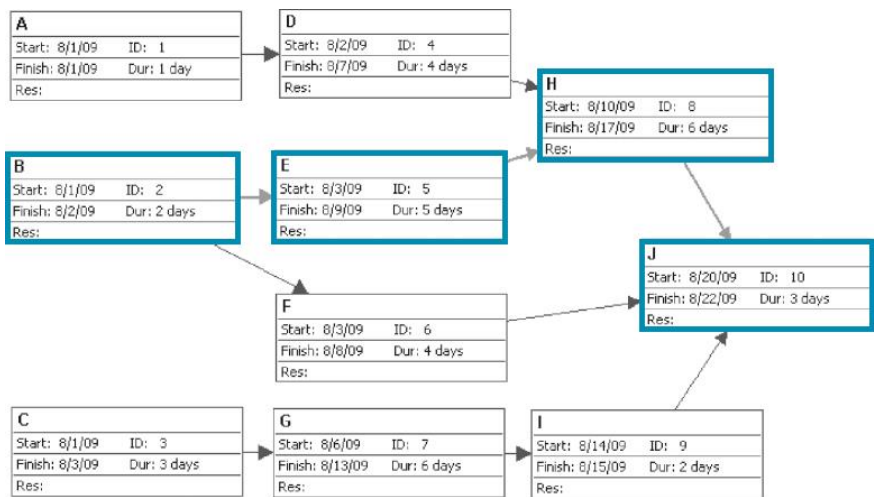 A
Start: 8/1/09 ID: 1
Finish: 8/1/09 Dur: 1 day
Res:
D
Start: 8/2/09 ID: 4
Finish: 8/7/09 Dur: 4 days
Res:
H
Start: 8/10/09 ID: 8
Finish: 8/17/09 Dur: 6 days
Res:
B
Start: 8/1/09 ID: 2
Finish: 8/2/09 Dur: 2 days
Res:
E
Start: 8/3/09 ID: 5
Finish: 8/9/09 Dur: 5 days
Res:
J
Start: 8/20/09 ID: 10
Finish: 8/22/09 Dur: 3 days
Res:
F
Start: 8/3/09 ID: 6
Finish: 8/8/09 Dur: 4 days
Res:
C
Start: 8/1/09 ID: 3
Finish: 8/3/09 Dur: 3 days
Res:
G
Start: 8/6/09 ID: 7
Finish: 8/13/09 Dur: 6 days
Res:
I
Start: 8/14/09 ID: 9
Finish: 8/15/09 Dur: 2 days
Res: